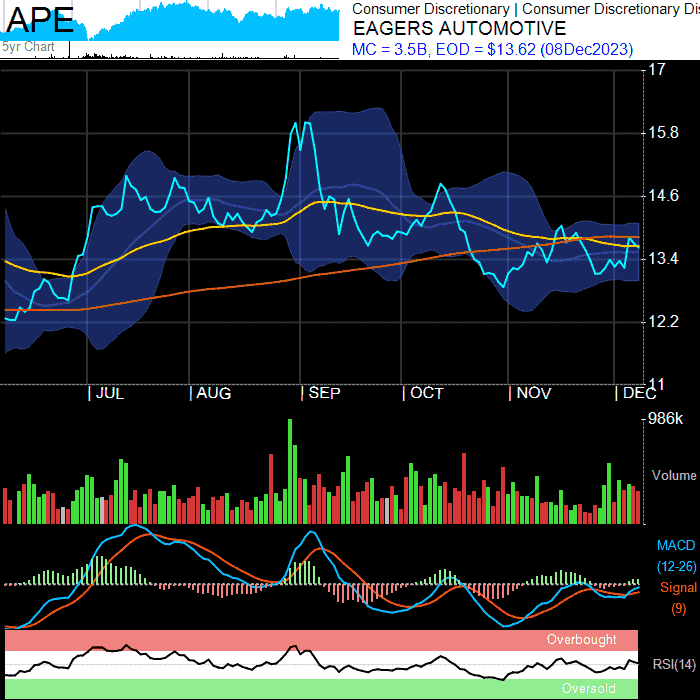 APE
5yr Chart
Consumer Discretionary | Consumer Discretionary Di
EAGERS AUTOMOTIVE
MC = 3.5B, EOD = $13.62 (08Dec2023)
17
15.8
14.6
13.4
12.2
11
JUL
AUG
SEP
OCT
NOV
DEC
986k
Volume
MACD
(12-26)
Signal
(9)
Overbought
RSI(14)
Oversold